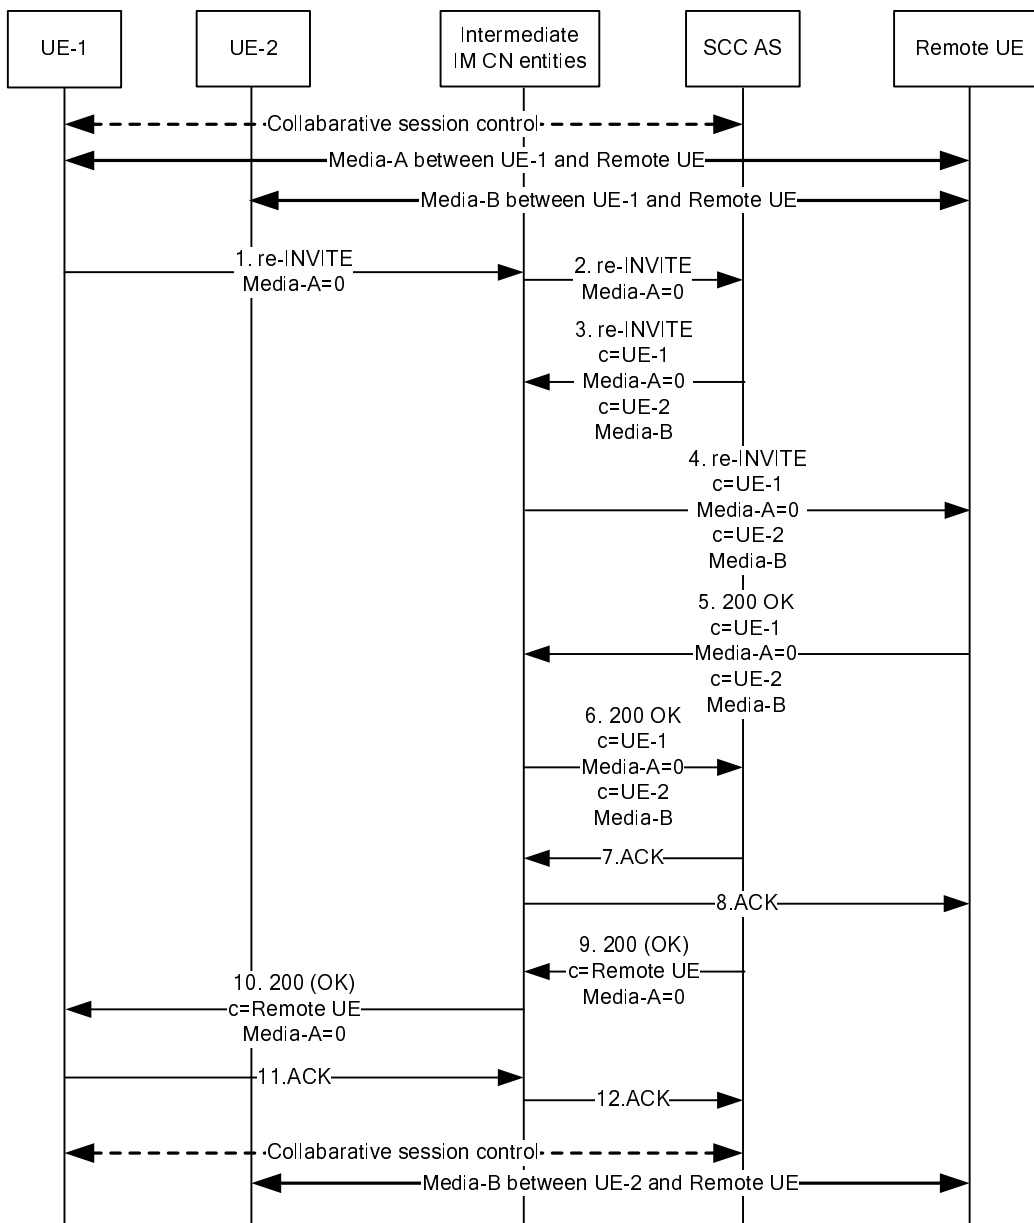 UE-1
UE-2
Intermediate
IM CN entities
SCC AS
Remote UE
Collabarative session control
Media-A between UE-1 and Remote UE
Media-B between UE-1 and Remote UE
1. re-INVITE
Media-A=0
2. re-INVITE
Media-A=0
3. re-INVITE
c=UE-1
Media-A=0
c=UE-2
Media-B
4. re-INVITE
c=UE-1
Media-A=0
c=UE-2
Media-B
5. 200 OK
c=UE-1
Media-A=0
c=UE-2
Media-B
6. 200 OK
c=UE-1
Media-A=0
c=UE-2
Media-B
7.ACK
8.ACK
9. 200 (OK)
c=Remote UE
Media-A=0
10. 200 (OK)
c=Remote UE
Media-A=0
11.ACK
12.ACK
Collabarative session control
Media-B between UE-2 and Remote UE